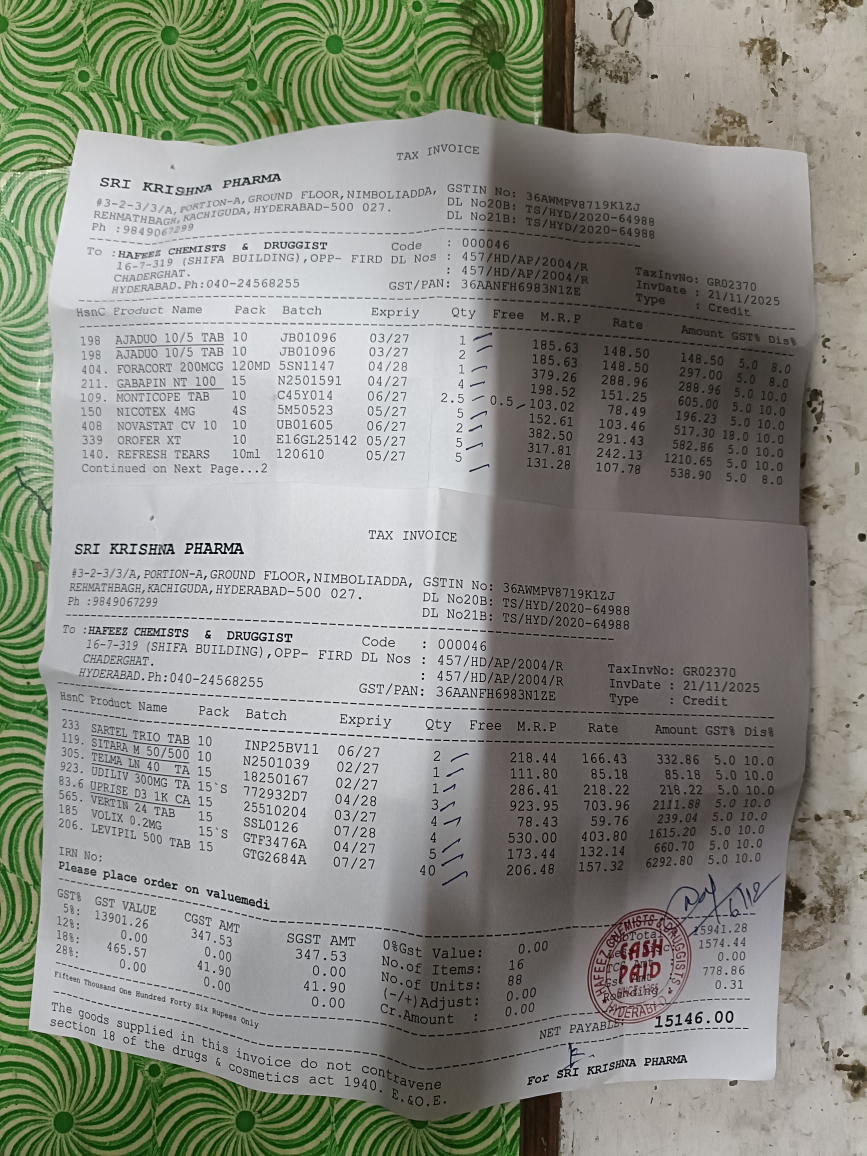 TAX INVOICE
SRI KRISHNA PHARMA
#3-2-3/3/A, PORTION-A, GROUND FLOOR, NIMBOLIADDA, GSTIN No: 36AWMPV8719K1ZJ
REHMATHBAGH, KACHIGUDA, HYDERABAD-500 027. DL No20B: TS/HYD/2020-64988
Ph :9849067299 DL No21B: TS/HYD/2020-64988
To :HAFEEZ CHEMISTS & DRUGGIST Code : 000046
16-7-319 (SHIFA BUILDING),OPP- FIRD DL Nos : 457/HD/AP/2004/R TaxInvNo: GR02370
CHADERGHAT. : 457/HD/AP/2004/R InvDate : 21/11/2025
HYDERABAD.Ph:040-24568255 GST/PAN: 36AANFH6983N1ZE Type : Credit
HsnC Product Name Pack Batch Expriy Qty Free M.R.P Rate Amount GST% Dis%
198 AJADUO 10/5 TAB 10 JB01096 03/27 1 185.63 148.50 148.50 5.0 8.0
198 AJADUO 10/5 TAB 10 JB01096 03/27 2 185.63 148.50 297.00 5.0 8.0
404. FORACORT 200MCG 120MD 5SN1147 04/28 1 379.26 288.96 288.96 5.0 10.0
211. GABAPIN NT 100 15 N2501591 04/27 4 198.52 151.25 605.00 5.0 10.0
109. MONTICOPE TAB 10 C45Y014 06/27 2.5 0.5 103.02 78.49 196.23 5.0 10.0
150 NICOTEX 4MG 4S 5M50523 05/27 5 152.61 103.46 517.30 18.0 10.0
408 NOVASTAT CV 10 10 UB01605 06/27 2 382.50 291.43 582.86 5.0 10.0
339 OROFER XT 10 E16GL25142 05/27 5 317.81 242.13 1210.65 5.0 10.0
140. REFRESH TEARS 10ml 120610 05/27 5 131.28 107.78 538.90 5.0 8.0
Continued on Next Page...2
TAX INVOICE
SRI KRISHNA PHARMA
#3-2-3/3/A, PORTION-A, GROUND FLOOR, NIMBOLIADDA, GSTIN No: 36AWMPV8719K1ZJ
REHMATHBAGH, KACHIGUDA, HYDERABAD-500 027. DL No20B: TS/HYD/2020-64988
Ph :9849067299 DL No21B: TS/HYD/2020-64988
To :HAFEEZ CHEMISTS & DRUGGIST Code : 000046
16-7-319 (SHIFA BUILDING),OPP- FIRD DL Nos : 457/HD/AP/2004/R TaxInvNo: GR02370
CHADERGHAT. : 457/HD/AP/2004/R InvDate : 21/11/2025
HYDERABAD.Ph:040-24568255 GST/PAN: 36AANFH6983N1ZE Type : Credit
HsnC Product Name Pack Batch Expriy Qty Free M.R.P Rate Amount GST% Dis%
233 SARTEL TRIO TAB 10 INP25BV11 06/27 2 218.44 166.43 332.86 5.0 10.0
119. SITARA M 50/500 10 N2501039 02/27 1 111.80 85.18 85.18 5.0 10.0
305. TELMA LN 40 TA 15 18250167 02/27 1 286.41 218.22 218.22 5.0 10.0
923. UDILIV 300MG TA 15`S 772932D7 04/28 3 923.95 703.96 2111.88 5.0 10.0
83.6 UPRISE D3 1K CA 15 25510204 03/27 4 78.43 59.76 239.04 5.0 10.0
565. VERTIN 24 TAB 15 SSL0126 07/28 4 530.00 403.80 1615.20 5.0 10.0
185 VOLIX 0.2MG 15`S GTF3476A 04/27 5 173.44 132.14 660.70 5.0 10.0
206. LEVIPIL 500 TAB 15 GTG2684A 07/27 40 206.48 157.32 6292.80 5.0 10.0
IRN No:
Please place order on valuemedi
GST% GST VALUE CGST AMT SGST AMT 0%Gst Value: 0.00 15941.28
5%: 13901.26 347.53 347.53 No.of Items: 16 1574.44
12%: 0.00 0.00 0.00 No.of Units: 88 0.00
18%: 465.57 41.90 41.90 (-/+)Adjust: 0.00 778.86
28%: 0.00 0.00 0.00 Cr.Amount : 0.00 Rounding 0.31
HAFEEZ CHEMISTS & DRUGGISTS
CASH
PAID
HYDERABAD
Fifteen Thousand One Hundred Forty Six Rupees Only
NET PAYABLE: 15146.00
The goods supplied in this invoice do not contravene
section 18 of the drugs & cosmetics act 1940. E.&O.E.
For SRI KRISHNA PHARMA